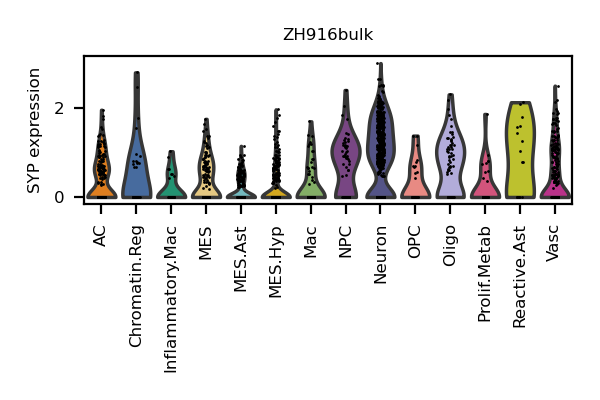 ZH916bulk
SYP expression
2
0
AC
Chromatin.Reg
Inflammatory.Mac
MES
MES.Ast
MES.Hyp
Mac
NPC
Neuron
OPC
Oligo
Prolif.Metab
Reactive.Ast
Vasc